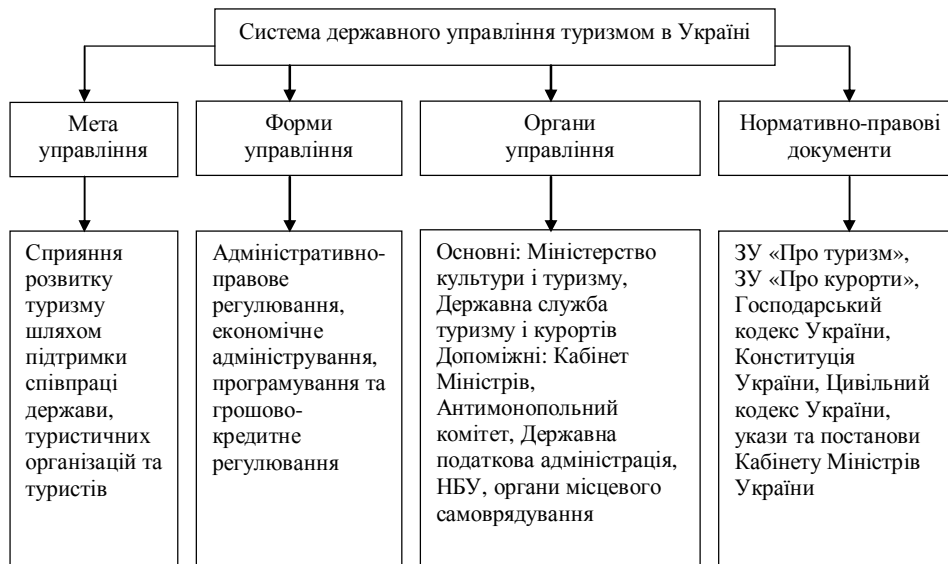 Система державного управління туризмом в Україні
Мета
управління
Форми
управління
Органи
управління
Нормативно-правові
документи
Сприяння
розвитку
туризму
шляхом
підтримки
співпраці
держави,
туристичних
організацій та
туристів
Адміністративно-
правове
регулювання,
економічне
адміністрування,
програмування та
грошово-
кредитне
регулювання
Основні: Міністерство
культури і туризму,
Державна служба
туризму і курортів
Допоміжні: Кабінет
Міністрів,
Антимонопольний
комітет, Державна
податкова адміністрація,
НБУ, органи місцевого
самоврядування
ЗУ «Про туризм»,
ЗУ «Про курорти»,
Господарський
кодекс України,
Конституція
України, Цивільний
кодекс України,
укази та постанови
Кабінету Міністрів
України